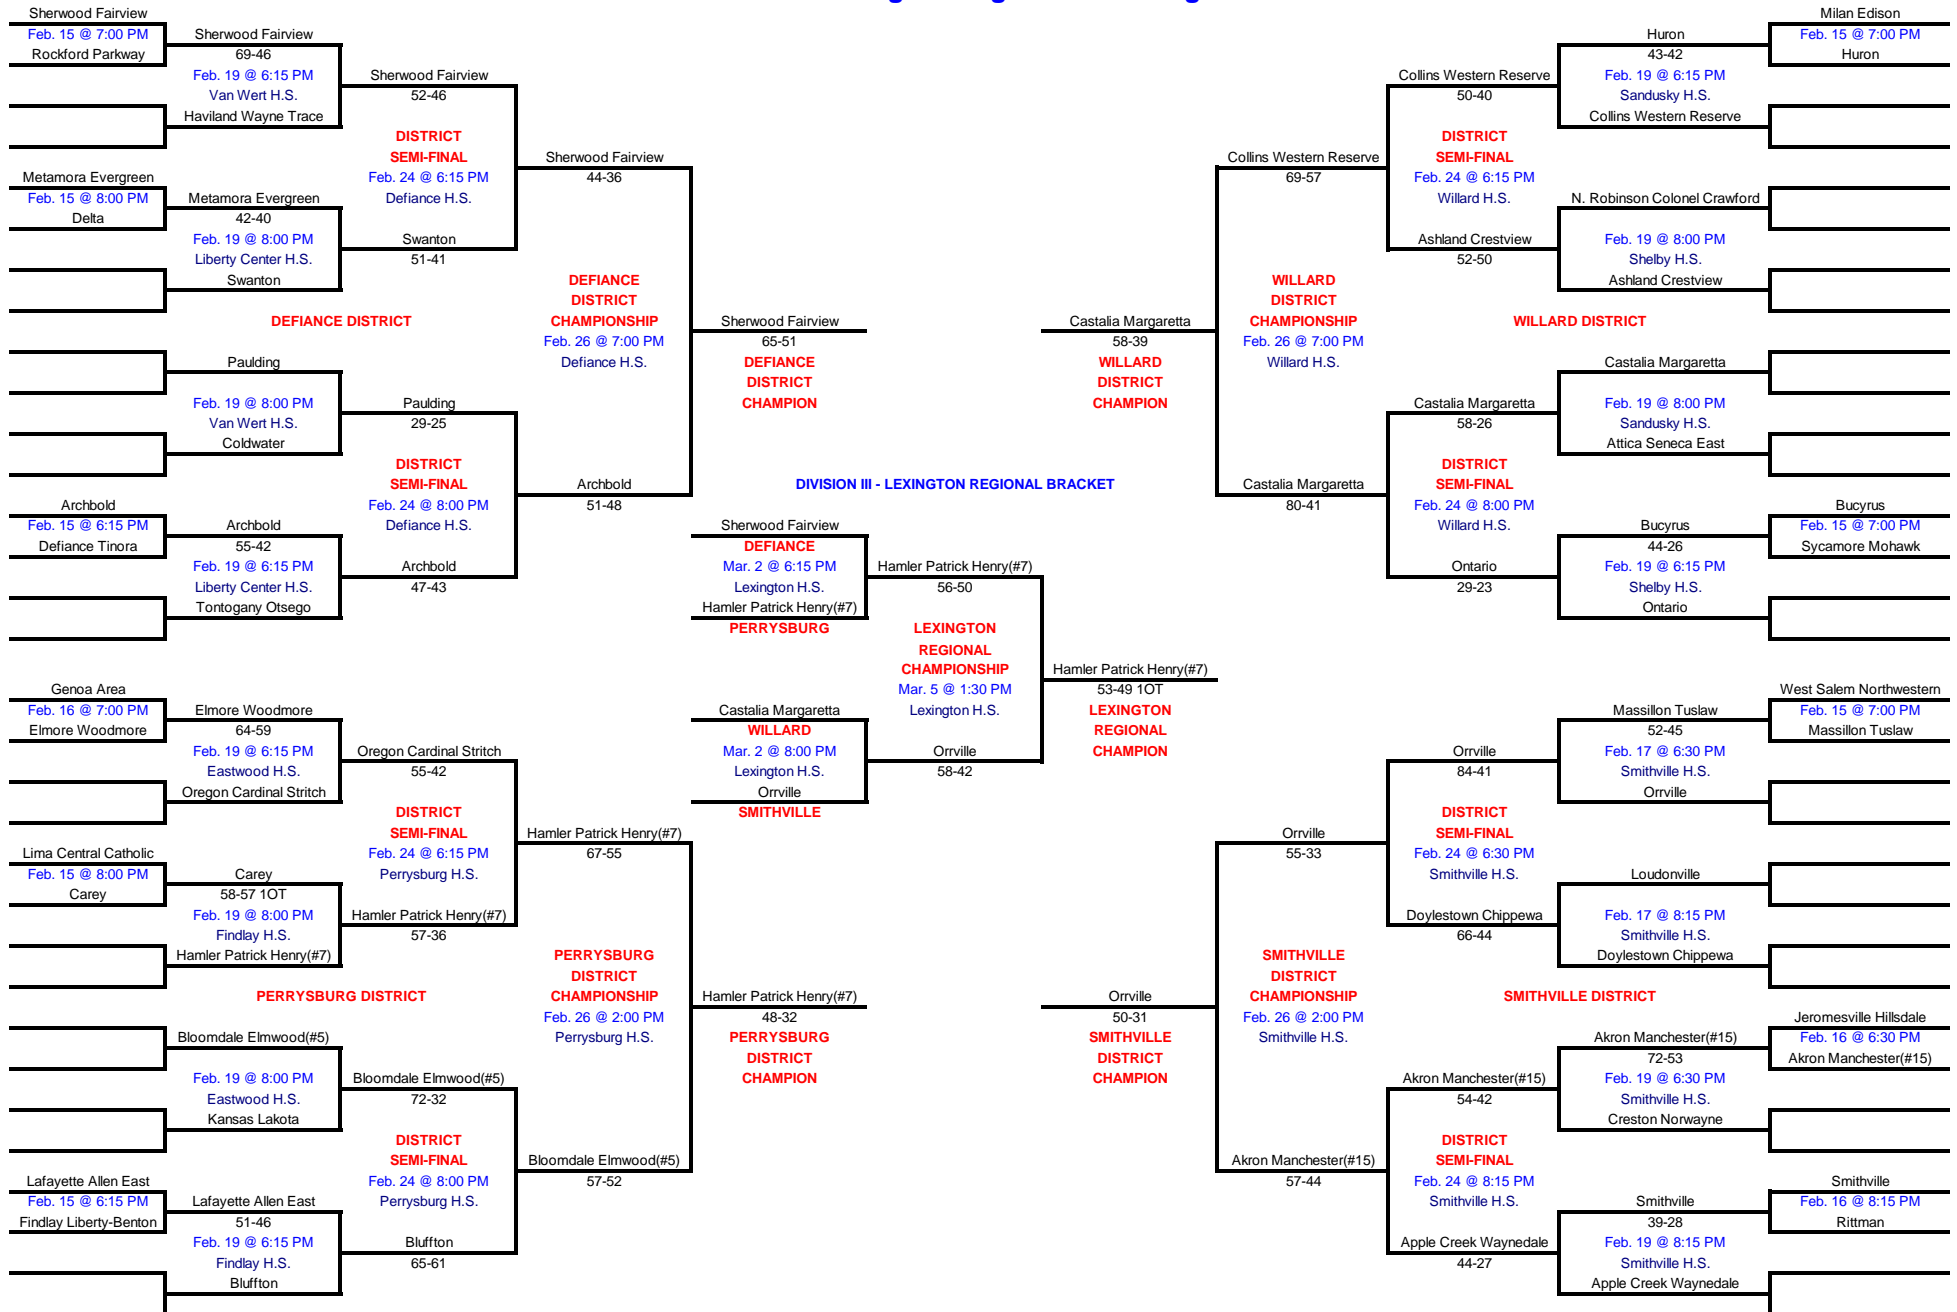 Sherwood Fairview
Feb. 15 @ 7:00 PM
Rockford Parkway
Sherwood Fairview
69-46
Feb. 19 @ 6:15 PM
Van Wert H.S.
Haviland Wayne Trace
Sherwood Fairview
52-46
DISTRICT
SEMI-FINAL
Feb. 24 @ 6:15 PM
Defiance H.S.
Metamora Evergreen
Feb. 15 @ 8:00 PM
Delta
Metamora Evergreen
42-40
Feb. 19 @ 8:00 PM
Liberty Center H.S.
Swanton
Swanton
51-41
Sherwood Fairview
44-36
DEFIANCE
DISTRICT
CHAMPIONSHIP
Feb. 26 @ 7:00 PM
Defiance H.S.
DEFIANCE DISTRICT
Sherwood Fairview
65-51
DEFIANCE
DISTRICT
CHAMPION
Paulding
Feb. 19 @ 8:00 PM
Van Wert H.S.
Coldwater
Paulding
29-25
DISTRICT
SEMI-FINAL
Feb. 24 @ 8:00 PM
Defiance H.S.
Archbold
51-48
Archbold
Feb. 15 @ 6:15 PM
Defiance Tinora
Archbold
55-42
Feb. 19 @ 6:15 PM
Liberty Center H.S.
Tontogany Otsego
Archbold
47-43
Genoa Area
Feb. 16 @ 7:00 PM
Elmore Woodmore
Elmore Woodmore
64-59
Feb. 19 @ 6:15 PM
Eastwood H.S.
Oregon Cardinal Stritch
Oregon Cardinal Stritch
55-42
DISTRICT
SEMI-FINAL
Feb. 24 @ 6:15 PM
Perrysburg H.S.
Lima Central Catholic
Feb. 15 @ 8:00 PM
Carey
Carey
58-57 1OT
Feb. 19 @ 8:00 PM
Findlay H.S.
Hamler Patrick Henry(#7)
Hamler Patrick Henry(#7)
57-36
Hamler Patrick Henry(#7)
67-55
PERRYSBURG
DISTRICT
CHAMPIONSHIP
Feb. 26 @ 2:00 PM
Perrysburg H.S.
PERRYSBURG DISTRICT
Hamler Patrick Henry(#7)
48-32
PERRYSBURG
DISTRICT
CHAMPION
Bloomdale Elmwood(#5)
Feb. 19 @ 8:00 PM
Eastwood H.S.
Kansas Lakota
Bloomdale Elmwood(#5)
72-32
DISTRICT
SEMI-FINAL
Feb. 24 @ 8:00 PM
Perrysburg H.S.
Bloomdale Elmwood(#5)
57-52
Lafayette Allen East
Feb. 15 @ 6:15 PM
Findlay Liberty-Benton
Lafayette Allen East
51-46
Feb. 19 @ 6:15 PM
Findlay H.S.
Bluffton
Bluffton
65-61
DIVISION III - LEXINGTON REGIONAL BRACKET
Sherwood Fairview
DEFIANCE
Mar. 2 @ 6:15 PM
Lexington H.S.
Hamler Patrick Henry(#7)
PERRYSBURG
Hamler Patrick Henry(#7)
56-50
LEXINGTON
REGIONAL
CHAMPIONSHIP
Mar. 5 @ 1:30 PM
Lexington H.S.
Castalia Margaretta
WILLARD
Mar. 2 @ 8:00 PM
Lexington H.S.
Orrville
SMITHVILLE
Orrville
58-42
Hamler Patrick Henry(#7)
53-49 1OT
LEXINGTON
REGIONAL
CHAMPION
Milan Edison
Feb. 15 @ 7:00 PM
Huron
Huron
43-42
Feb. 19 @ 6:15 PM
Sandusky H.S.
Collins Western Reserve
Collins Western Reserve
50-40
DISTRICT
SEMI-FINAL
Feb. 24 @ 6:15 PM
Willard H.S.
N. Robinson Colonel Crawford
Feb. 19 @ 8:00 PM
Shelby H.S.
Ashland Crestview
Ashland Crestview
52-50
Collins Western Reserve
69-57
WILLARD
DISTRICT
CHAMPIONSHIP
Feb. 26 @ 7:00 PM
Willard H.S.
WILLARD DISTRICT
Castalia Margaretta
58-39
WILLARD
DISTRICT
CHAMPION
Castalia Margaretta
Feb. 19 @ 8:00 PM
Sandusky H.S.
Attica Seneca East
Castalia Margaretta
58-26
DISTRICT
SEMI-FINAL
Feb. 24 @ 8:00 PM
Willard H.S.
Castalia Margaretta
80-41
Bucyrus
Feb. 15 @ 7:00 PM
Sycamore Mohawk
Bucyrus
44-26
Feb. 19 @ 6:15 PM
Shelby H.S.
Ontario
Ontario
29-23
West Salem Northwestern
Feb. 15 @ 7:00 PM
Massillon Tuslaw
Massillon Tuslaw
52-45
Feb. 17 @ 6:30 PM
Smithville H.S.
Orrville
Orrville
84-41
DISTRICT
SEMI-FINAL
Feb. 24 @ 6:30 PM
Smithville H.S.
Loudonville
Feb. 17 @ 8:15 PM
Smithville H.S.
Doylestown Chippewa
Doylestown Chippewa
66-44
Orrville
55-33
SMITHVILLE
DISTRICT
CHAMPIONSHIP
Feb. 26 @ 2:00 PM
Smithville H.S.
SMITHVILLE DISTRICT
Orrville
50-31
SMITHVILLE
DISTRICT
CHAMPION
Jeromesville Hillsdale
Feb. 16 @ 6:30 PM
Akron Manchester(#15)
Akron Manchester(#15)
72-53
Feb. 19 @ 6:30 PM
Smithville H.S.
Creston Norwayne
Akron Manchester(#15)
54-42
DISTRICT
SEMI-FINAL
Feb. 24 @ 8:15 PM
Smithville H.S.
Akron Manchester(#15)
57-44
Smithville
Feb. 16 @ 8:15 PM
Rittman
Smithville
39-28
Feb. 19 @ 8:15 PM
Smithville H.S.
Apple Creek Waynedale
Apple Creek Waynedale
44-27